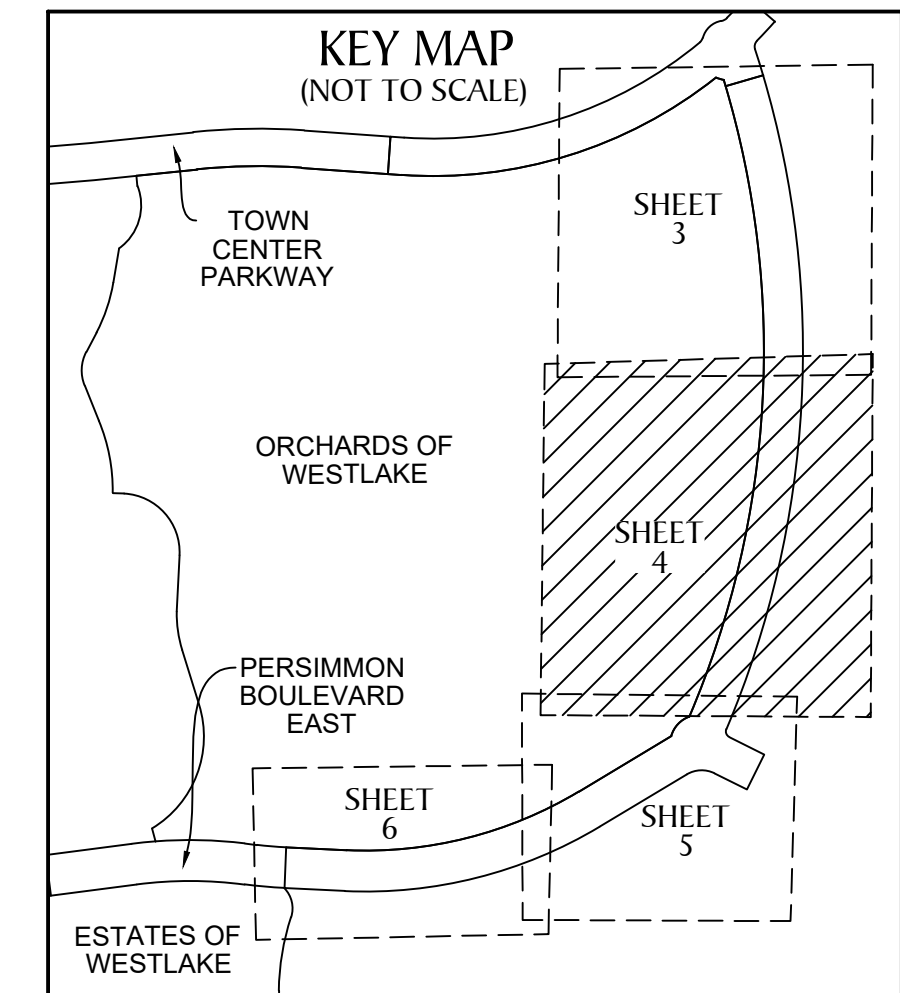 KEY MAP
(NOT TO SCALE)
SHEET
3
TOWN
CENTER
PARKWAY
ORCHARDS OF
WESTLAKE
SHEET
4
PERSIMMON
BOULEVARD
EAST
SHEET
6
SHEET
5
ESTATES OF
WESTLAKE